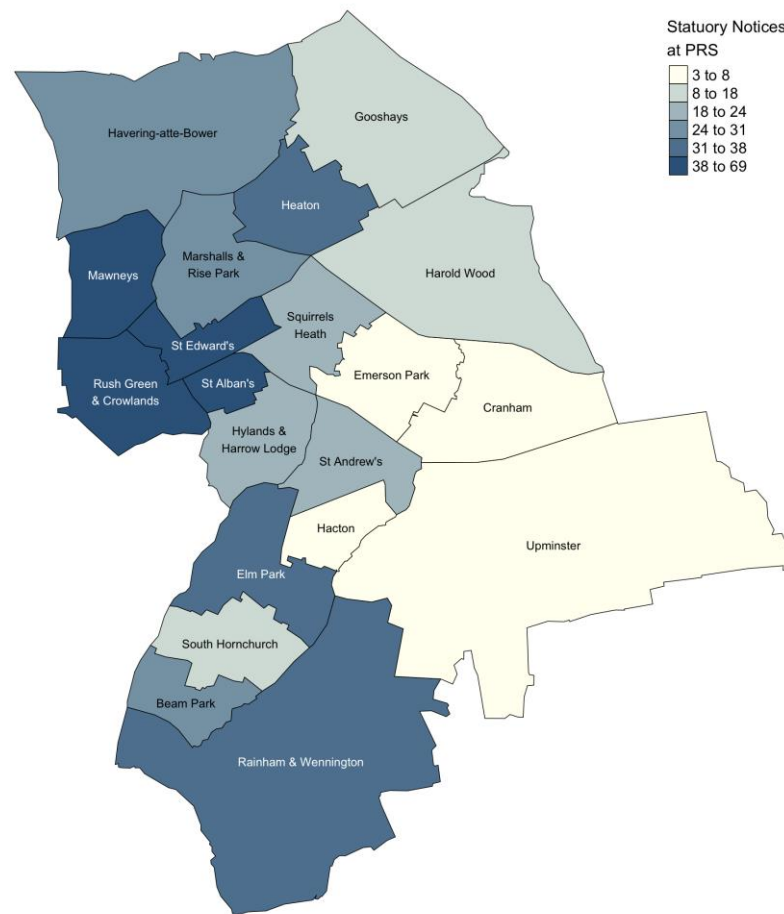 Statuory Notices
at PRS
3 to 8
8 to 18
18 to 24
24 to 31
31 to 38
38 to 69
Gooshays
Havering-atte-Bower
Heaton
Marshalls &
Rise Park
Mawneys
Harold Wood
Squirrels
Heath
St Edward's
Emerson Park
Rush Green
& Crowlands
St Alban's
Cranham
Hylands &
Harrow Lodge
St Andrew's
Hacton
Upminster
Elm Park
South Hornchurch
Beam Park
Rainham & Wennington